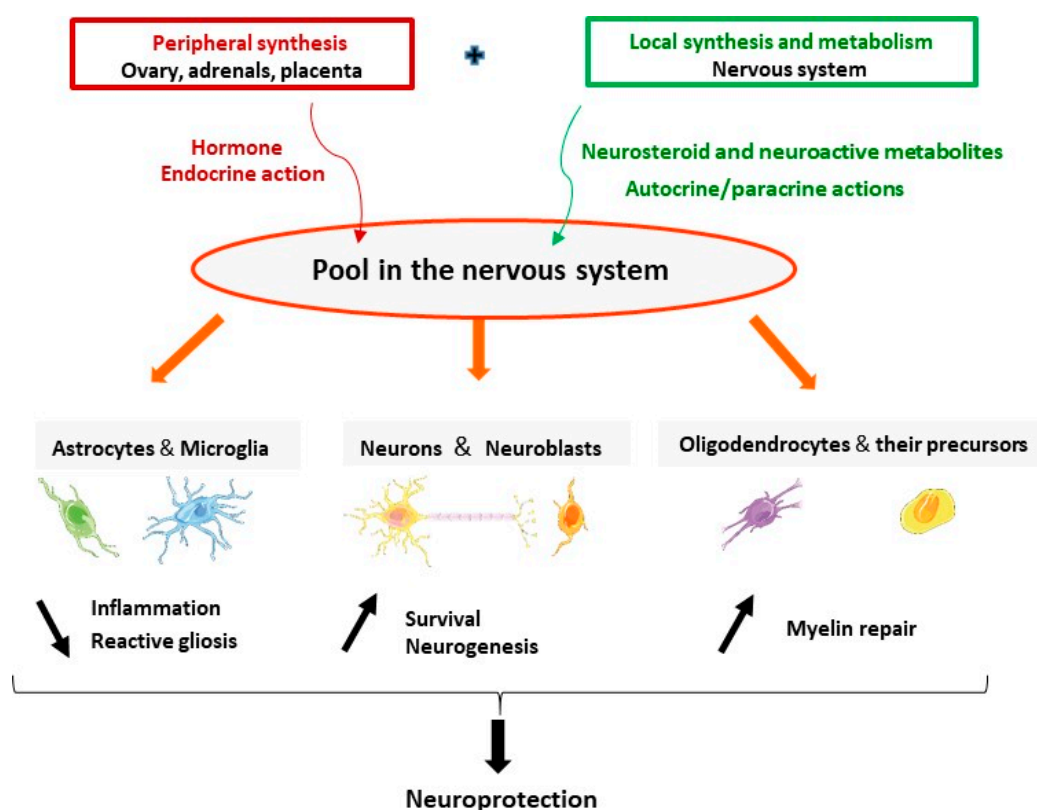 Peripheral synthesis
Ovary, adrenals, placenta
+
Local synthesis and metabolism
Nervous system
Hormone
Endocrine action
Neurosteroid and neuroactive metabolites
Autocrine/paracrine actions
Pool in the nervous system
Astrocytes & Microglia
Neurons & Neuroblasts
Oligodendrocytes & their precursors
Inflammation
Reactive gliosis
Survival
Neurogenesis
Myelin repair
Neuroprotection